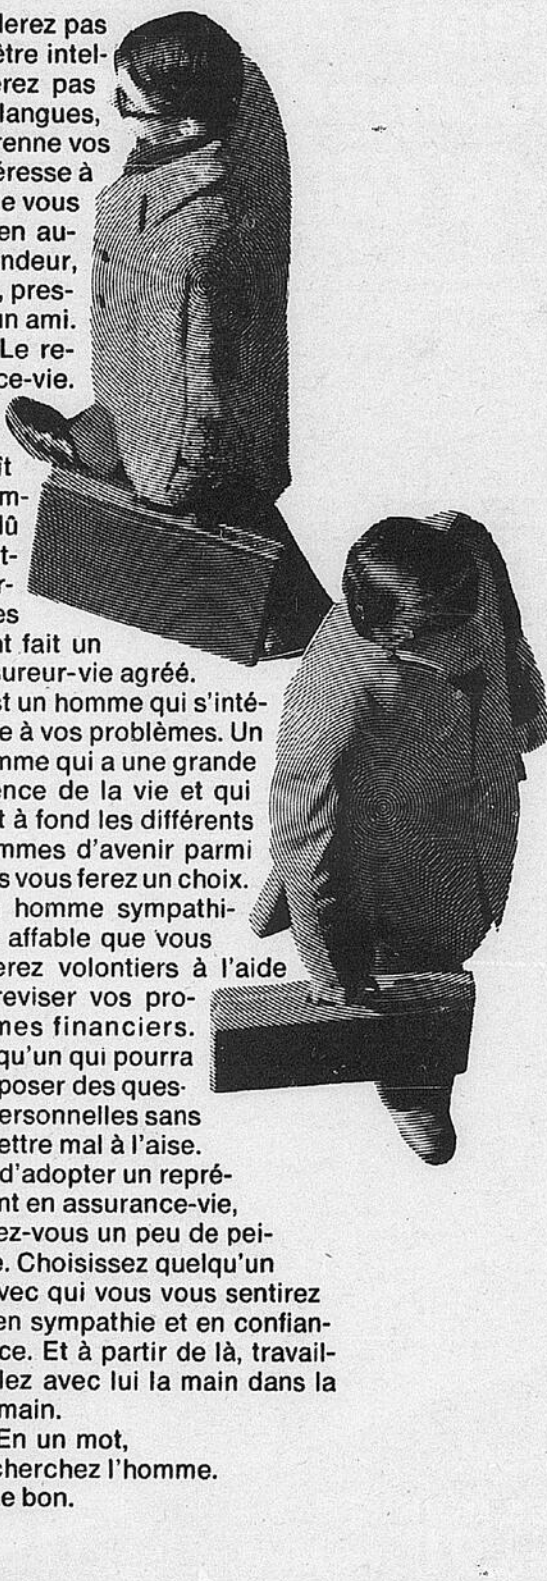 lerez pas
être intel-
erez pas
langues,
renne vos
éresse à
e vous
en au-
ndeur,
, pres-
un ami.
Le re-
ce-vie.
ît
m-
lû
t-
r-
es
nt fait un
sureur-vie agréé.
st un homme qui s'inté-
e à vos problèmes. Un
mme qui a une grande
ence de la vie et qui
t à fond les différents
mmes d'avenir parmi
s vous ferez un choix.
homme sympathi-
affable que vous
erez volontiers à l'aide
reviser vos pro-
mes financiers.
qu'un qui pourra
poser des ques-
ersonnelles sans
ettre mal à l'aise.
d'adopter un repré-
nt en assurance-vie,
ez-vous un peu de pei-
e. Choisissez quelqu'un
vec qui vous vous sentirez
en sympathie et en confian-
ce. Et à partir de là, travail-
lez avec lui la main dans la
main.
En un mot,
cherchez l'homme.
e bon.